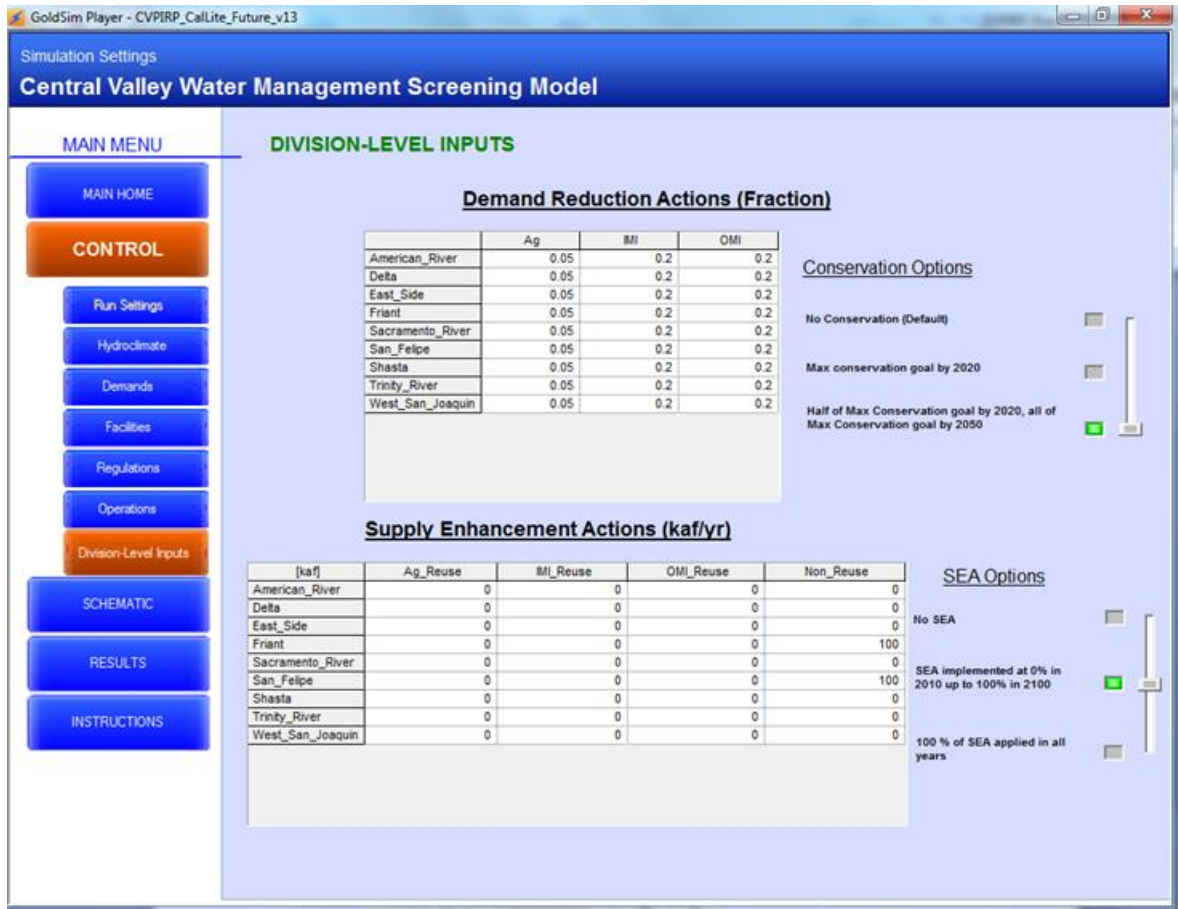 GoldSim Player - CVPIRP_CalLite_Future_v13
Simulation Settings
Central Valley Water Management Screening Model
MAIN MENU
MAIN HOME
CONTROL
Run Settings
Hydroclimate
Demands
Facilities
Regulations
Operations
Division-Level Inputs
SCHEMATIC
RESULTS
INSTRUCTIONS
DIVISION-LEVEL INPUTS
Demand Reduction Actions (Fraction)
Ag IMI OMI
American_River 0.05 0.2 0.2
Delta 0.05 0.2 0.2
East_Side 0.05 0.2 0.2
Friant 0.05 0.2 0.2
Sacramento_River 0.05 0.2 0.2
San_Felipe 0.05 0.2 0.2
Shasta 0.05 0.2 0.2
Trinity_River 0.05 0.2 0.2
West_San_Joaquin 0.05 0.2 0.2
Conservation Options
No Conservation (Default)
Max conservation goal by 2020
Half of Max Conservation goal by 2020, all of
Max Conservation goal by 2050
Supply Enhancement Actions (kaf/yr)
[kaf] Ag_Reuse IMI_Reuse OMI_Reuse Non_Reuse
American_River 0 0 0 0
Delta 0 0 0 0
East_Side 0 0 0 0
Friant 0 0 0 100
Sacramento_River 0 0 0 0
San_Felipe 0 0 0 100
Shasta 0 0 0 0
Trinity_River 0 0 0 0
West_San_Joaquin 0 0 0 0
SEA Options
No SEA
SEA implemented at 0% in
2010 up to 100% in 2100
100 % of SEA applied in all
years